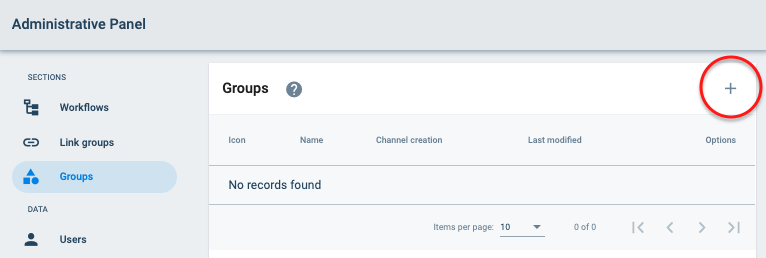 Administrative Panel
SECTIONS
Workflows
Link groups
Groups
DATA
Users
Groups ? +
Icon Name Channel creation Last modified Options
No records found
Items per page: 10 0 of 0